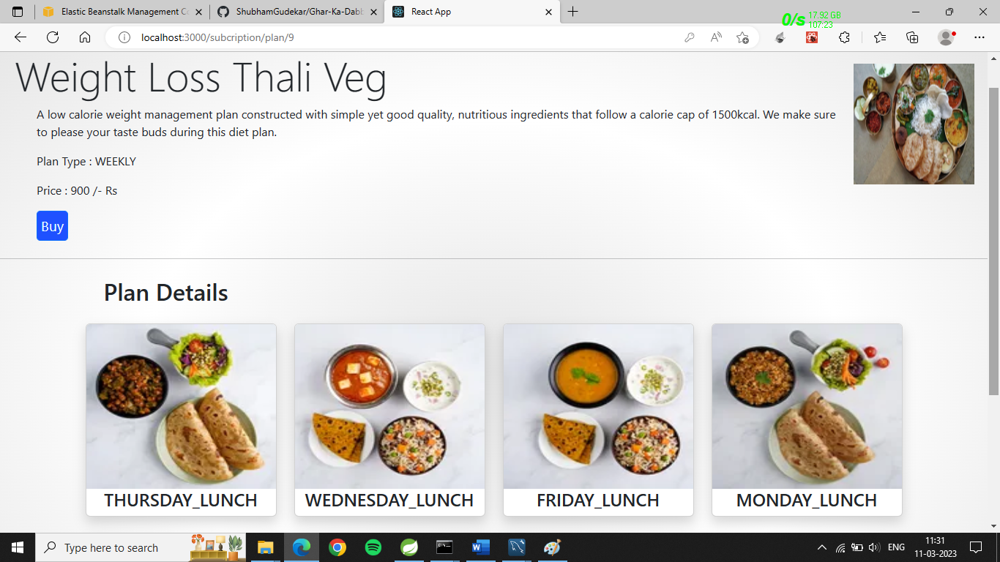 Elastic Beanstalk Management Co
ShubhamGudekar/Ghar-Ka-Dabb
React App
0/s 17.92 GB
107:23
localhost:3000/subcription/plan/9
Weight Loss Thali Veg
A low calorie weight management plan constructed with simple yet good quality, nutritious ingredients that follow a calorie cap of 1500kcal. We make sure
to please your taste buds during this diet plan.
Plan Type : WEEKLY
Price : 900 /- Rs
Buy
Plan Details
THURSDAY_LUNCH
WEDNESDAY_LUNCH
FRIDAY_LUNCH
MONDAY_LUNCH
Type here to search
ENG
11:31
11-03-2023